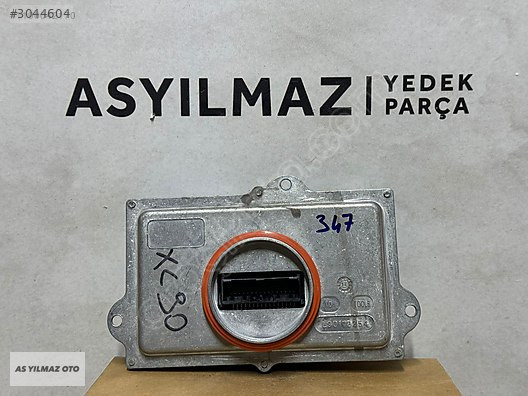 #3044604
ASYILMAZ
YEDEK
PARÇA
347
XC90
AS YILMAZ OTO